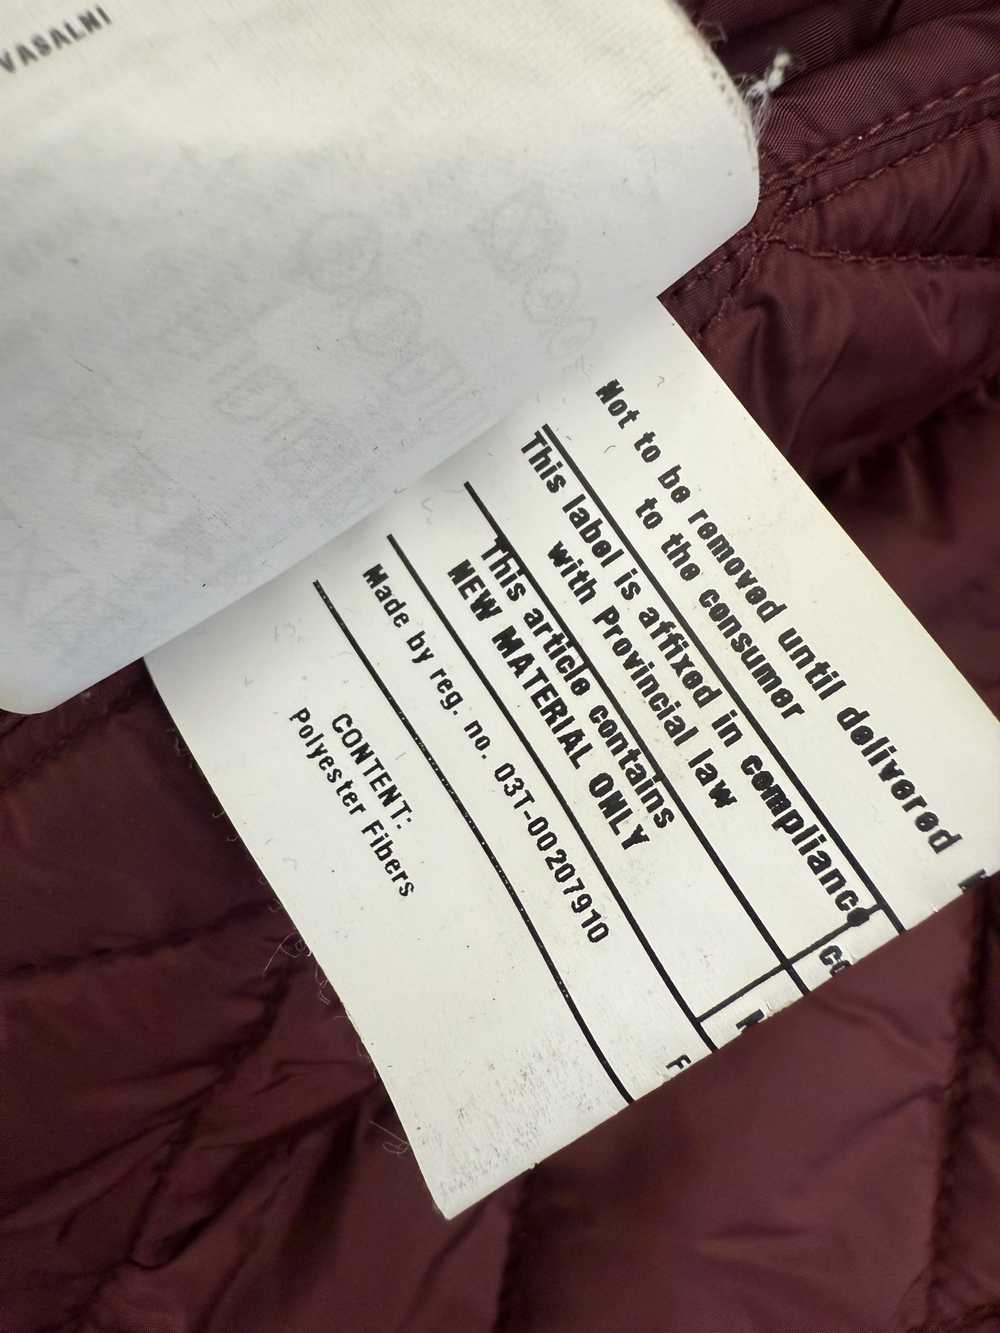 VASALNI
Not to be removed until delivered
to the consumer
This label is affixed in compliance
with Provincial law
This article contains
NEW MATERIAL ONLY
Made by reg. no. 03T-00207910
CONTENT:
Polyester Fibers